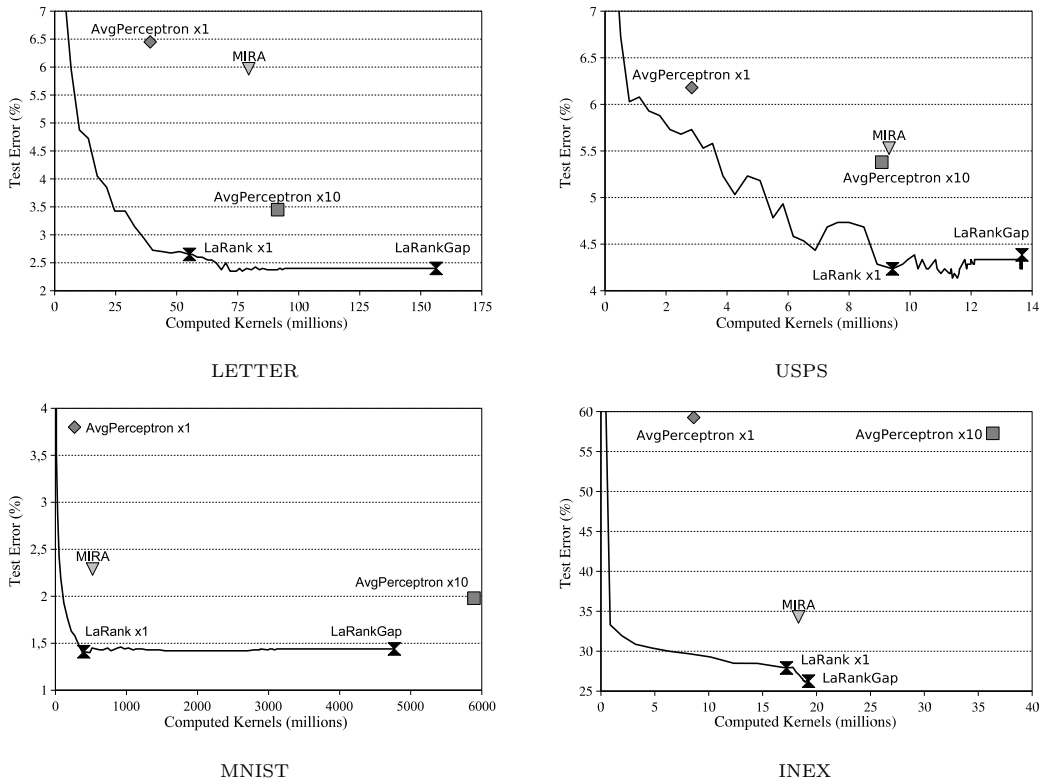 7
6.5
6
5.5
5
4.5
4
3.5
3
2.5
2
Test Error (%)
AvgPerceptron x1
MIRA
AvgPerceptron x10
LaRank x1
LaRankGap
0 25 50 75 100 125 150 175
Computed Kernels (millions)
LETTER
7
6.5
6
5.5
5
4.5
4
Test Error (%)
AvgPerceptron x1
MIRA
AvgPerceptron x10
LaRankGap
LaRank x1
0 2 4 6 8 10 12 14
Computed Kernels (millions)
USPS
4
3,5
3
2,5
2
1,5
1
Test Error (%)
AvgPerceptron x1
MIRA
AvgPerceptron x10
LaRank x1
LaRankGap
0 1000 2000 3000 4000 5000 6000
Computed Kernels (millions)
MNIST
60
55
50
45
40
35
30
25
Test Error (%)
AvgPerceptron x1
AvgPerceptron x10
MIRA
LaRank x1
LaRankGap
0 5 10 15 20 25 30 35 40
Computed Kernels (millions)
INEX